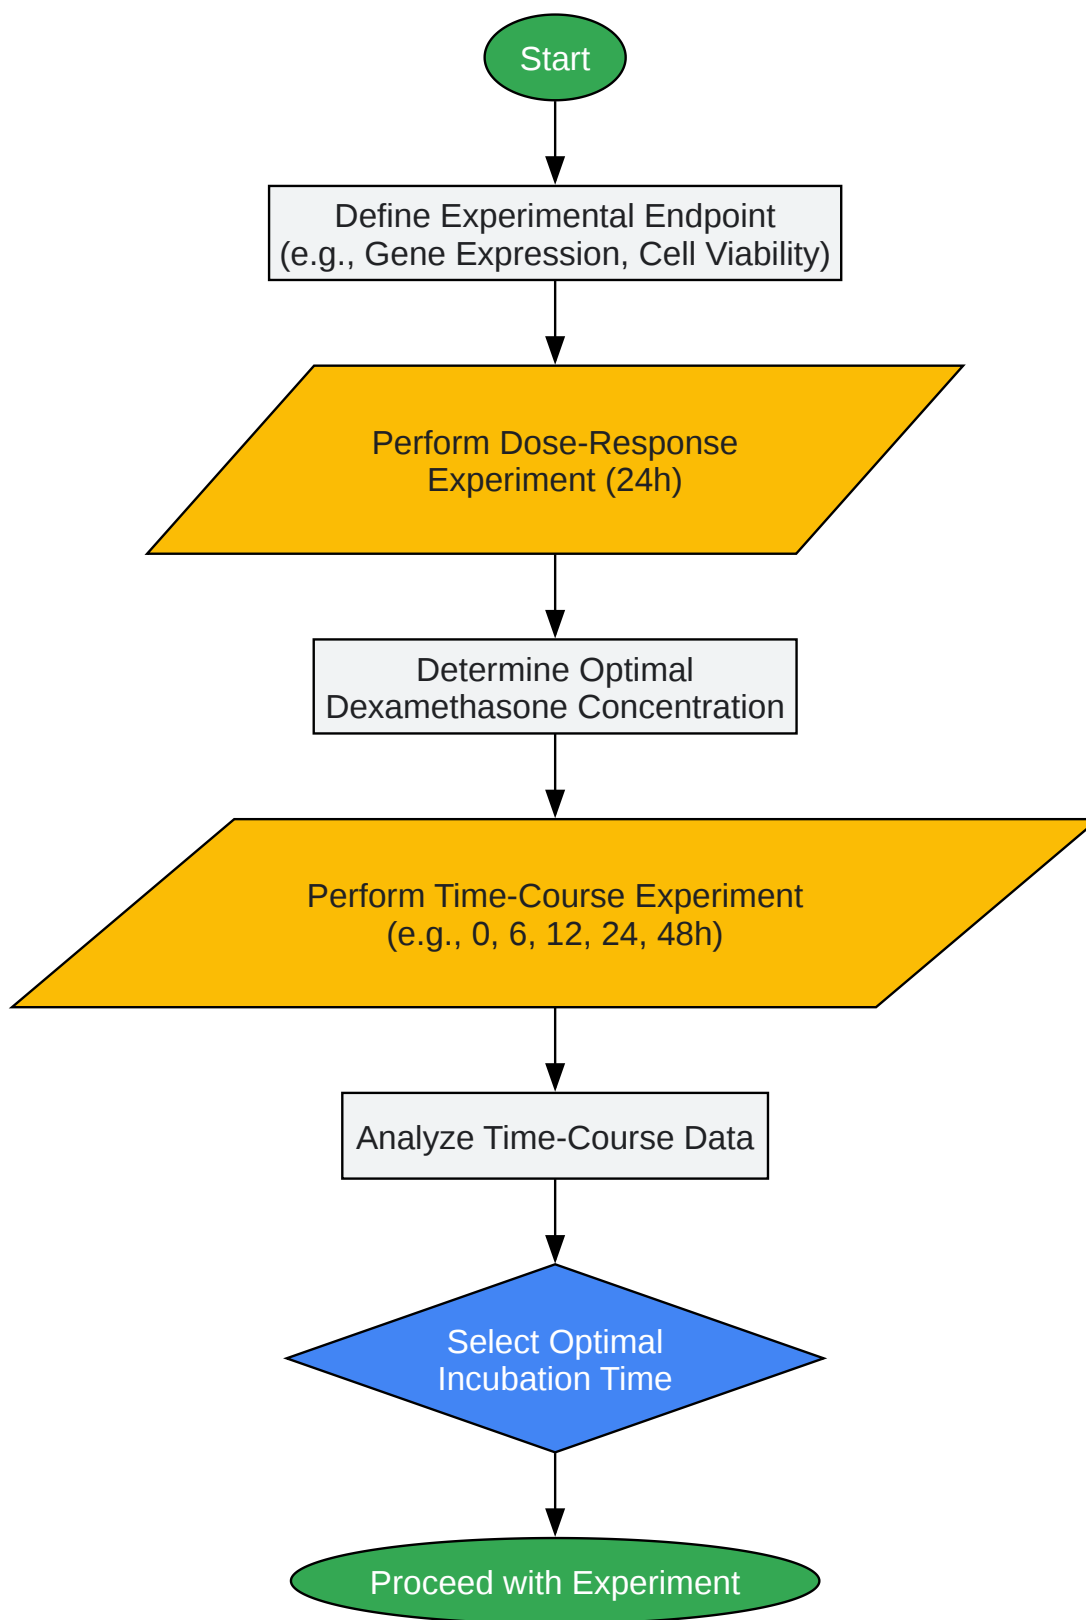 Start
Define Experimental Endpoint
(e.g., Gene Expression, Cell Viability)
Perform Dose-Response
Experiment (24h)
Determine Optimal
Dexamethasone Concentration
Perform Time-Course Experiment
(e.g., 0, 6, 12, 24, 48h)
Analyze Time-Course Data
Select Optimal
Incubation Time
Proceed with Experiment